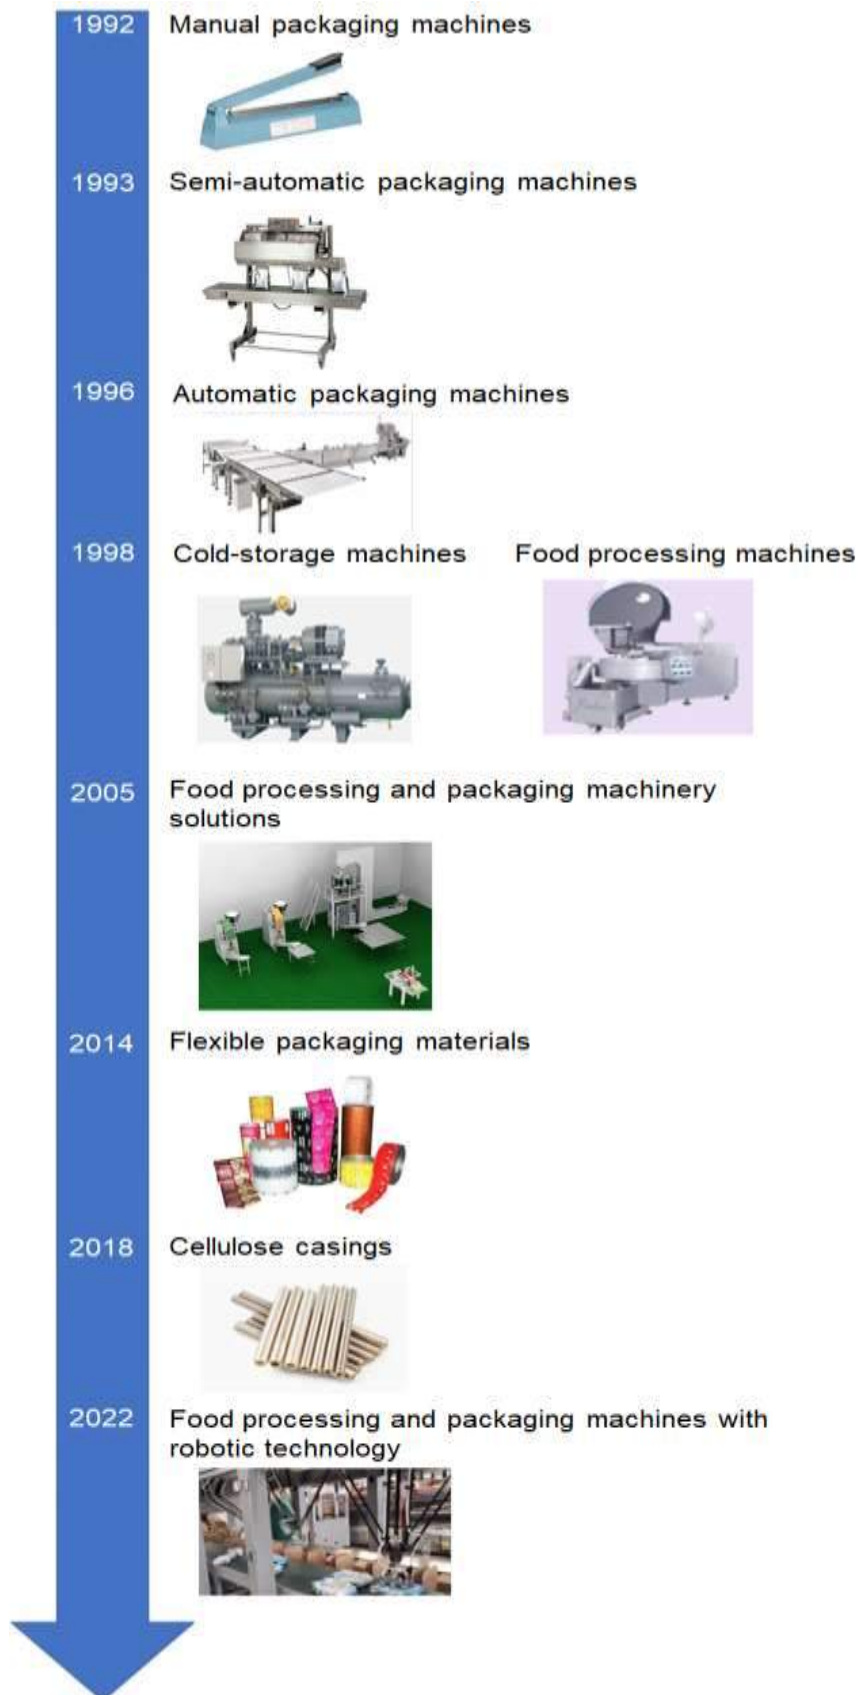 1992 Manual packaging machines
1993 Semi-automatic packaging machines
1996 Automatic packaging machines
1998 Cold-storage machines Food processing machines
2005 Food processing and packaging machinery
solutions
2014 Flexible packaging materials
2018 Cellulose casings
2022 Food processing and packaging machines with
robotic technology